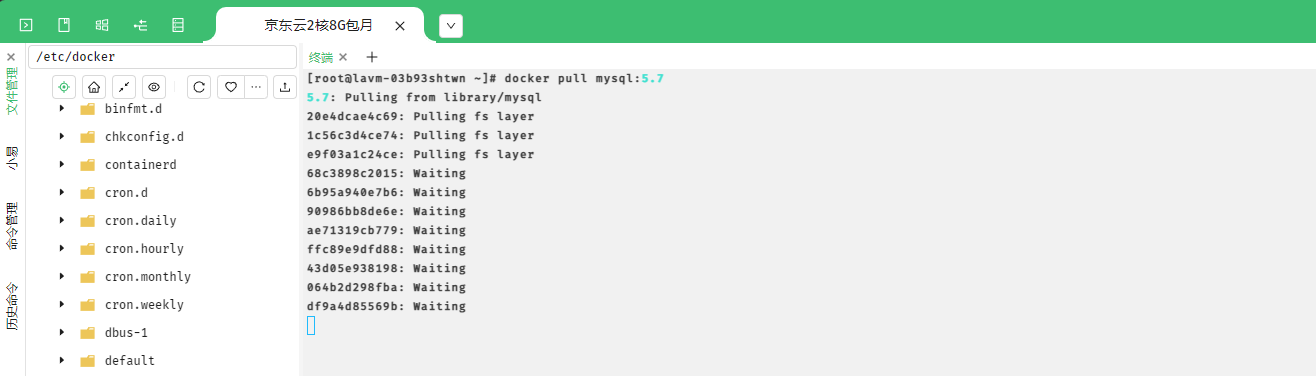 京东云2核8G包月
/etc/docker
文件管理
小易
命令管理
历史命令
binfmt.d
chkconfig.d
containerd
cron.d
cron.daily
cron.hourly
cron.monthly
cron.weekly
dbus-1
default
终端
[root@lavm-03b93shtwn ~]# docker pull mysql:5.7
5.7: Pulling from library/mysql
20e4dcae4c69: Pulling fs layer
1c56c3d4ce74: Pulling fs layer
e9f03a1c24ce: Pulling fs layer
68c3898c2015: Waiting
6b95a940e7b6: Waiting
90986bb8de6e: Waiting
ae71319cb779: Waiting
ffc89e9dfd88: Waiting
43d05e938198: Waiting
064b2d298fba: Waiting
df9a4d85569b: Waiting